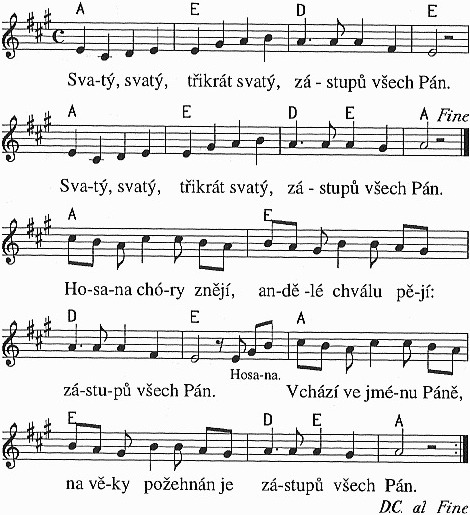 A E D E
Sva-tý, svatý, třikrát svatý, zá - stupů všech Pán.
A E D E A Fine
Sva-tý, svatý, třikrát svatý, zá - stupů všech Pán.
A E
Ho-sa-na chó-ry znějí, an-dě -lé chválu pě-jí:
D E A
Hosa-na.
zá-stu-pů všech Pán. Vchází ve jmé-nu Páně,
E D E A
na vě-ky požehnán je zá-stupů všech Pán.
D.C. al Fine